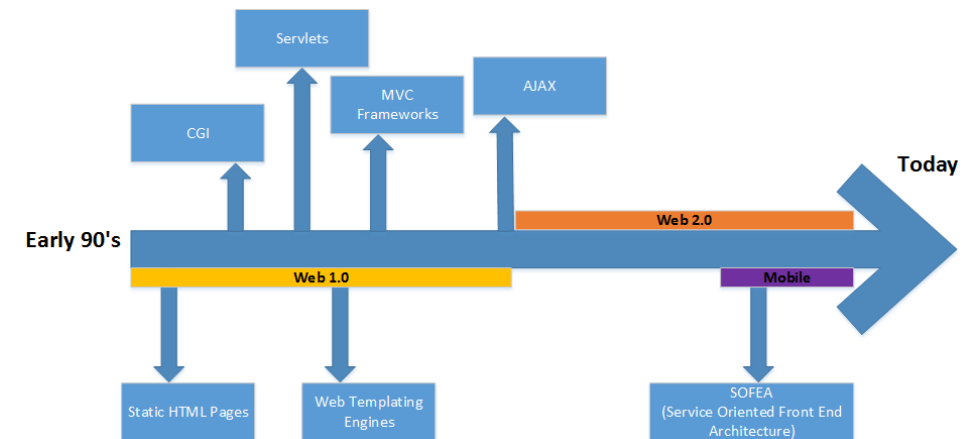 Servlets
MVC
Frameworks
AJAX
CGI
Today
Web 2.0
Early 90's
Web 1.0
Mobile
Static HTML Pages
Web Templating
Engines
SOFEA
(Service Oriented Front End
Architecture)